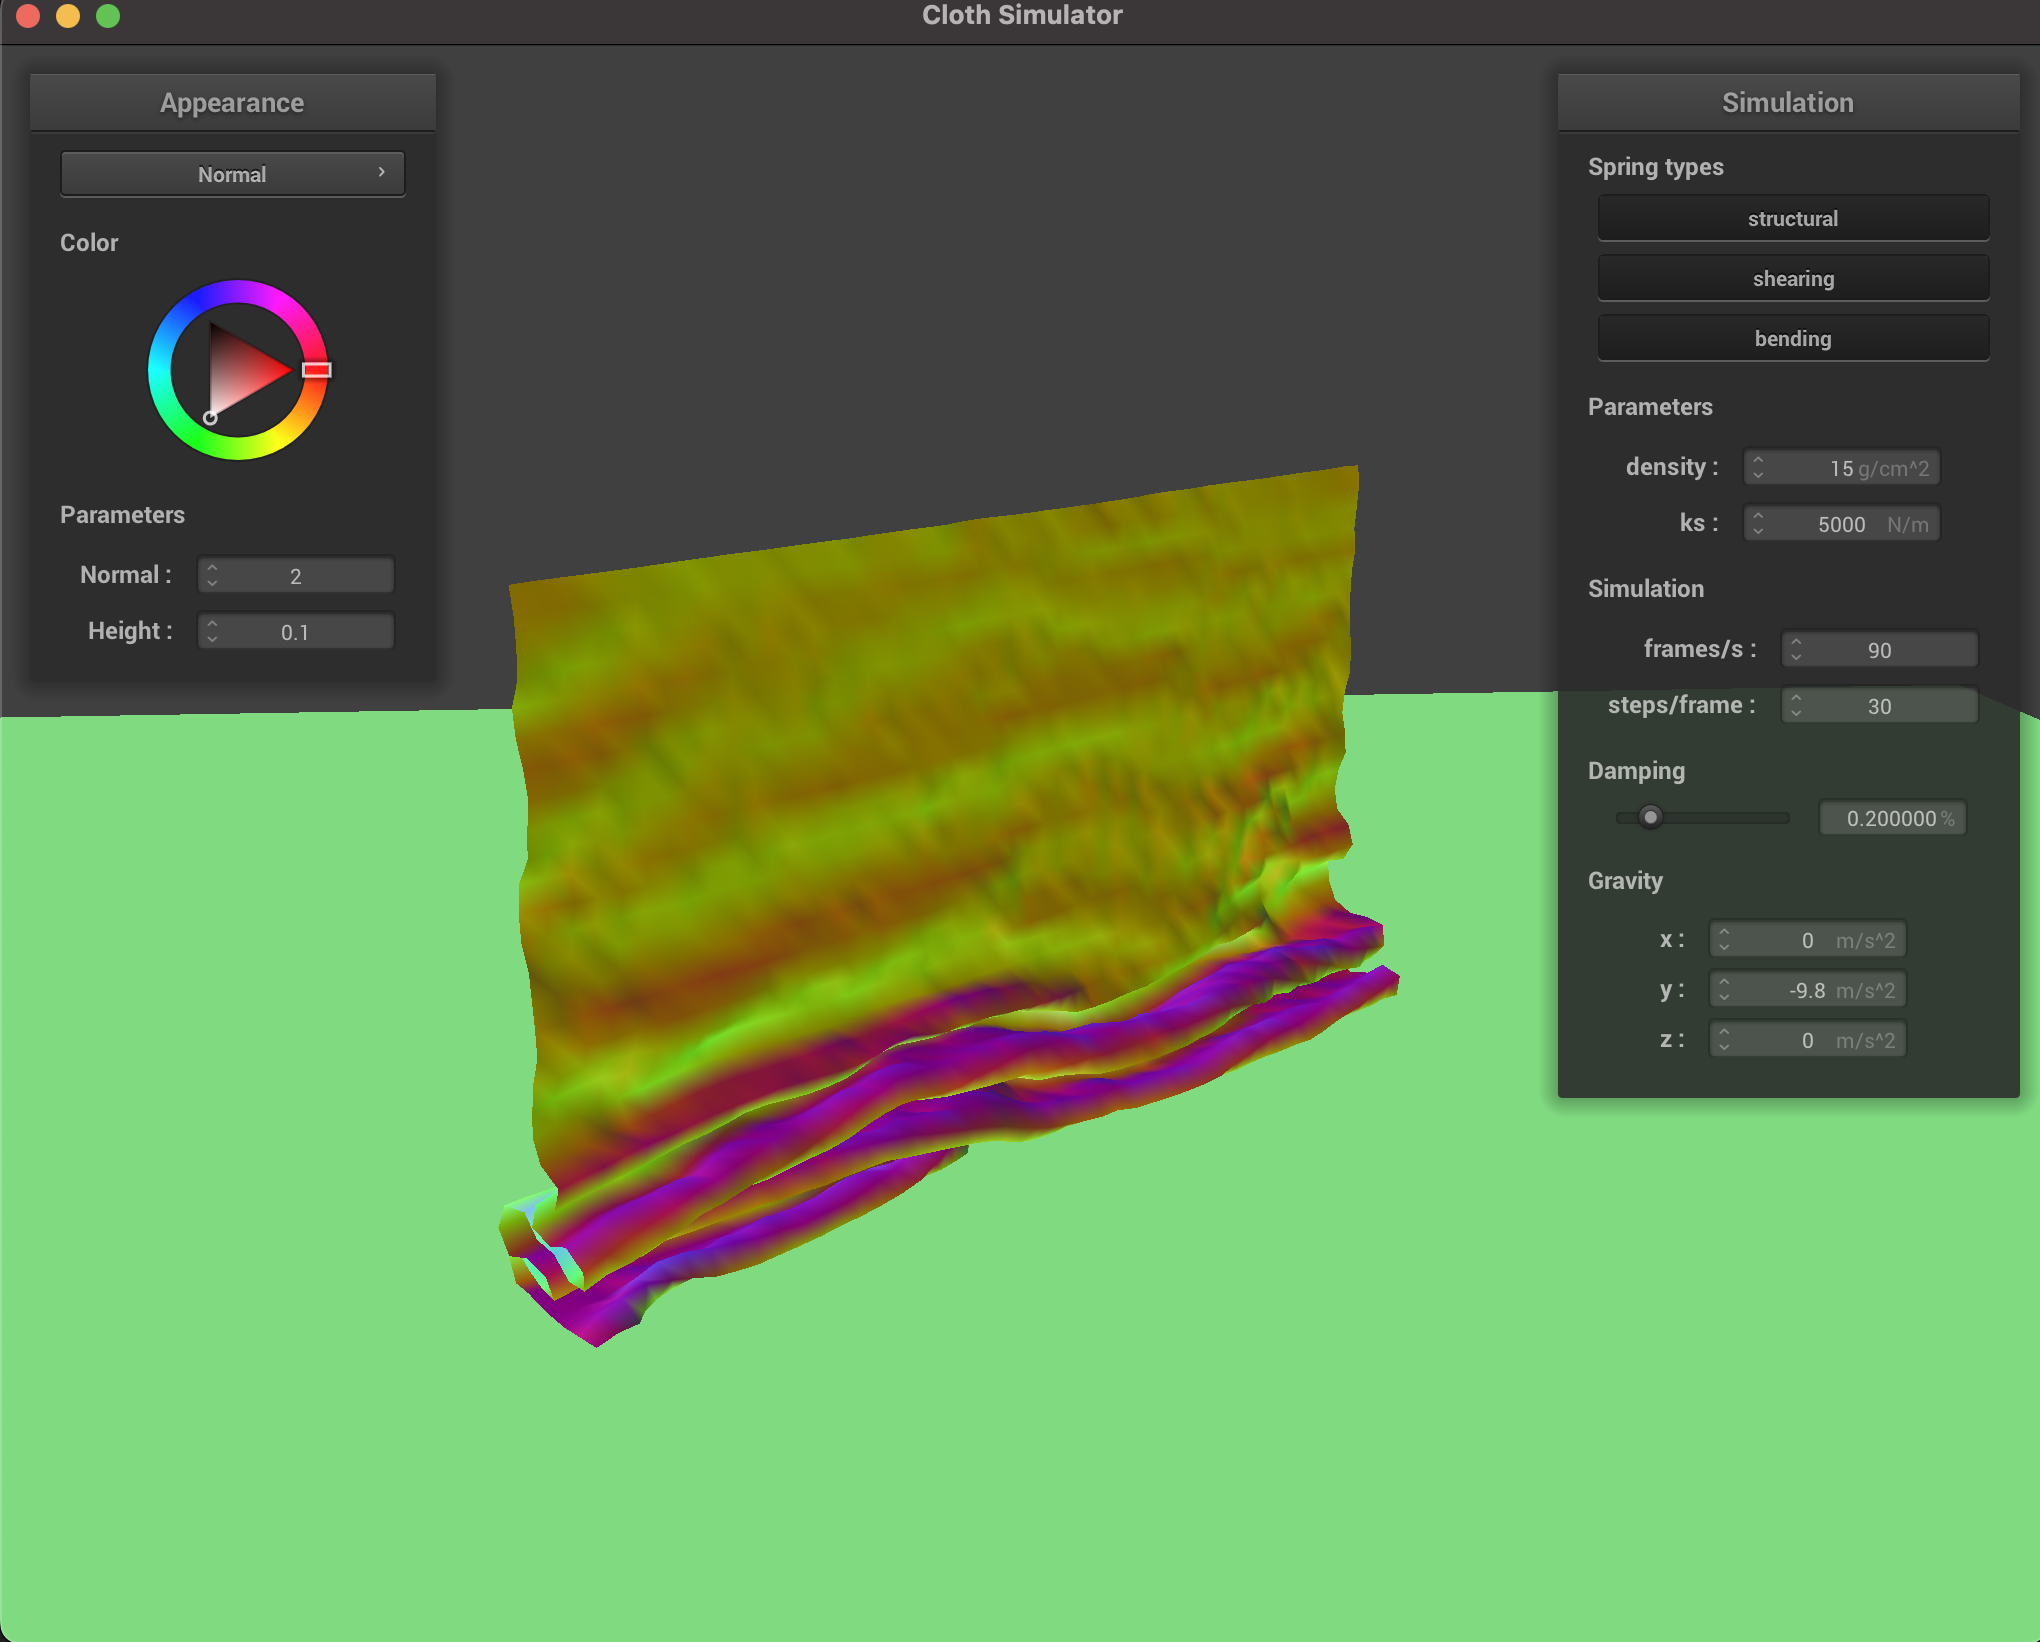 Cloth Simulator
Appearance
Normal
Color
Parameters
Normal : 2
Height : 0.1
Simulation
Spring types
structural
shearing
bending
Parameters
density : 15 g/cm^2
ks : 5000 N/m
Simulation
frames/s : 90
steps/frame : 30
Damping
0.200000 %
Gravity
x : 0 m/s^2
y : -9.8 m/s^2
z : 0 m/s^2